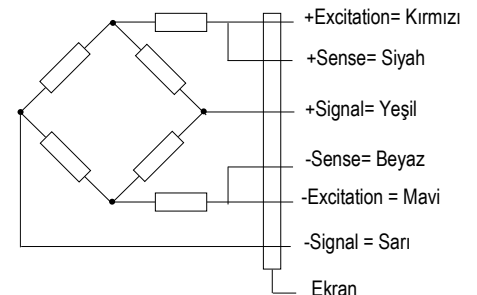 +Excitation= Kırmızı
+Sense= Siyah
+Signal= Yeşil
-Sense= Beyaz
-Excitation = Mavi
-Signal = Sarı
Ekran